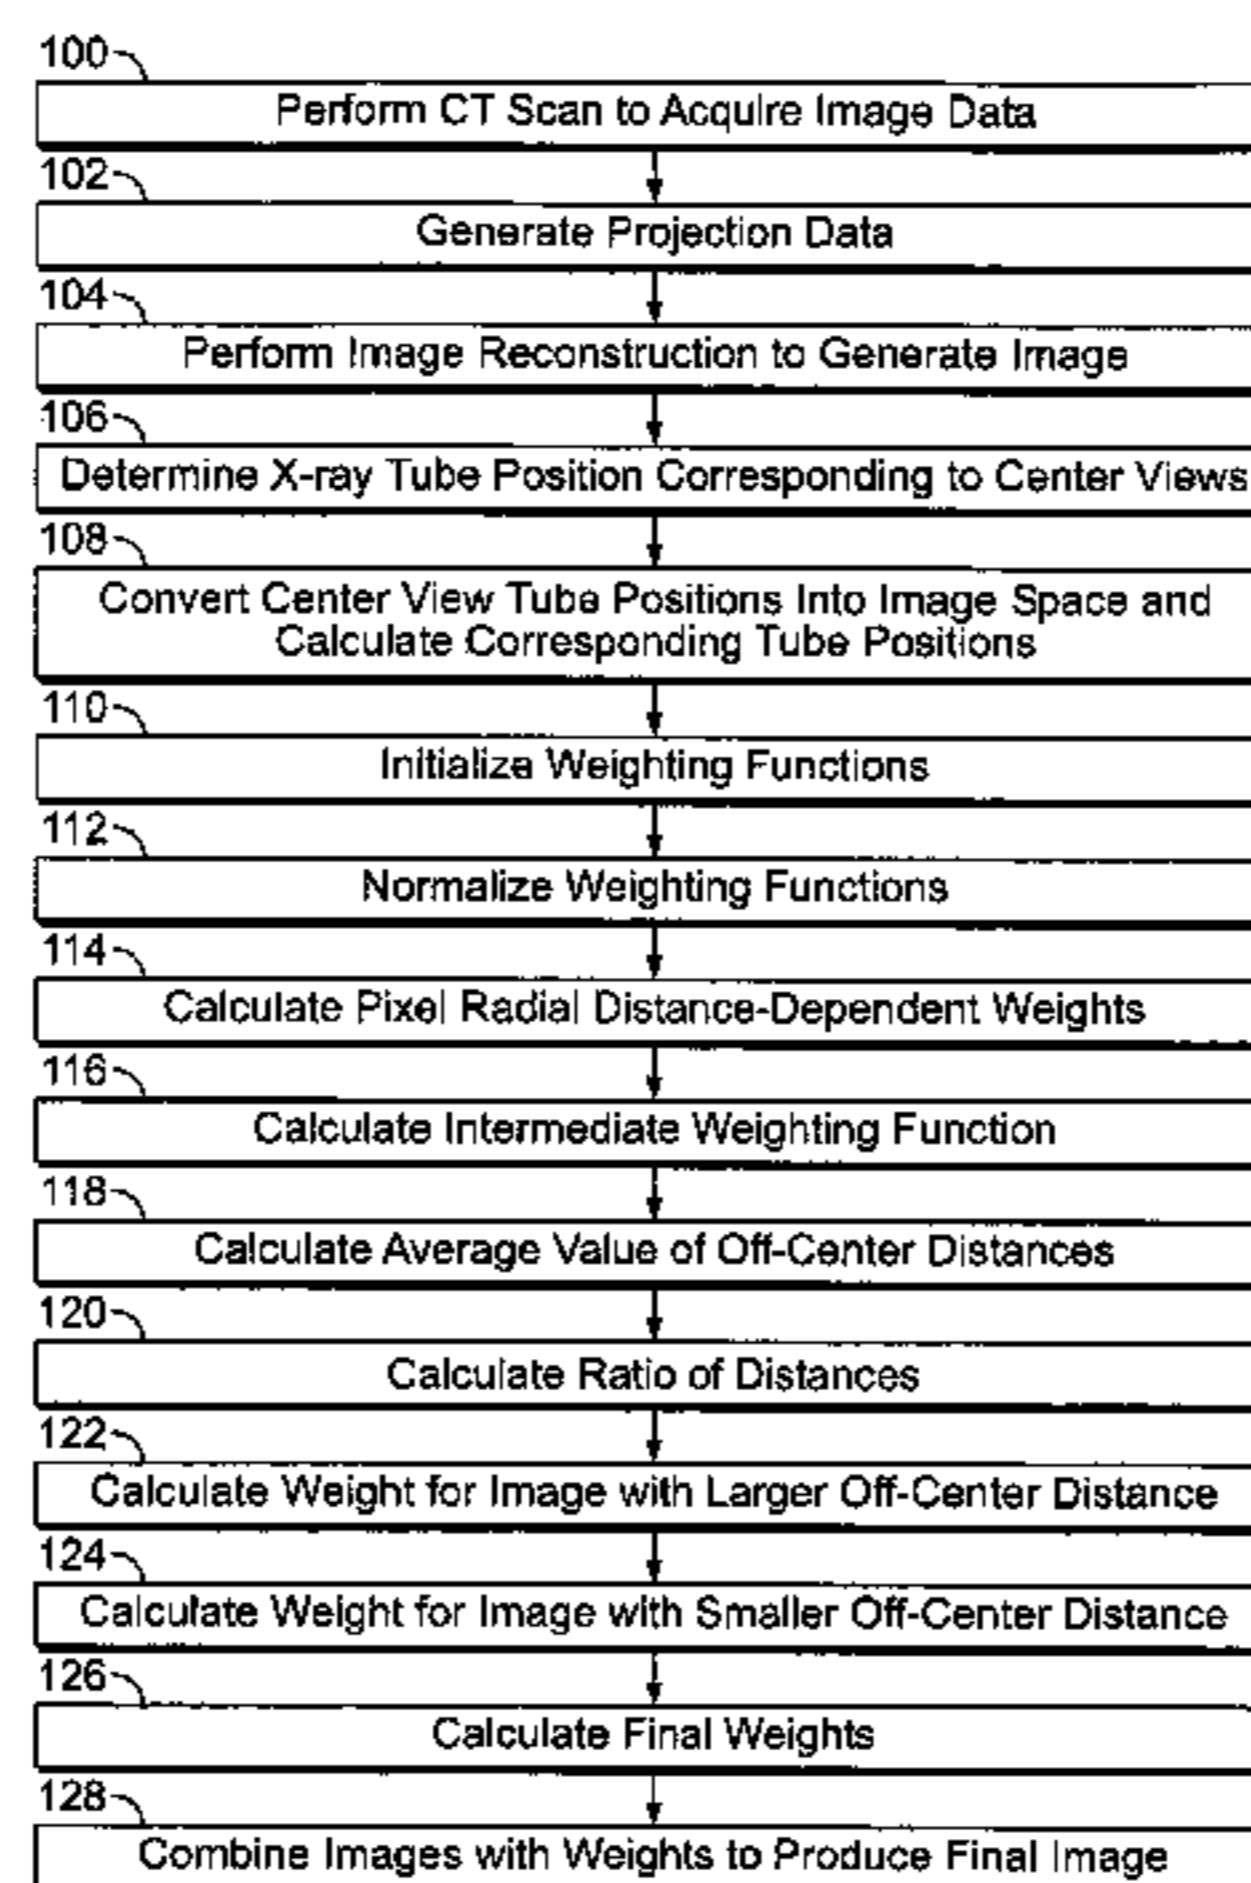 100
Perform CT Scan to Acquire Image Data
102
Generate Projection Data
104
Perform Image Reconstruction to Generate Image
106
Determine X-ray Tube Position Corresponding to Center Views
108
Convert Center View Tube Positions Into Image Space and
Calculate Corresponding Tube Positions
110
Initialize Weighting Functions
112
Normalize Weighting Functions
114
Calculate Pixel Radial Distance-Dependent Weights
116
Calculate Intermediate Weighting Function
118
Calculate Average Value of Off-Center Distances
120
Calculate Ratio of Distances
122
Calculate Weight for Image with Larger Off-Center Distance
124
Calculate Weight for Image with Smaller Off-Center Distance
126
Calculate Final Weights
128
Combine Images with Weights to Produce Final Image